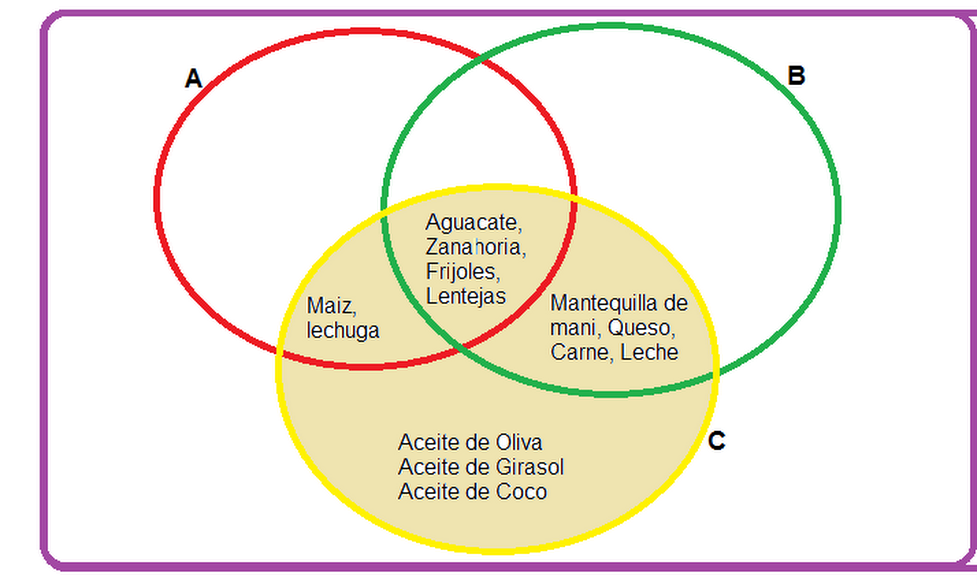 A
B
Aguacate,
Zanahoria,
Frijoles,
Lentejas
Maiz,
lechuga
Mantequilla de
mani, Queso,
Carne, Leche
C
Aceite de Oliva
Aceite de Girasol
Aceite de Coco